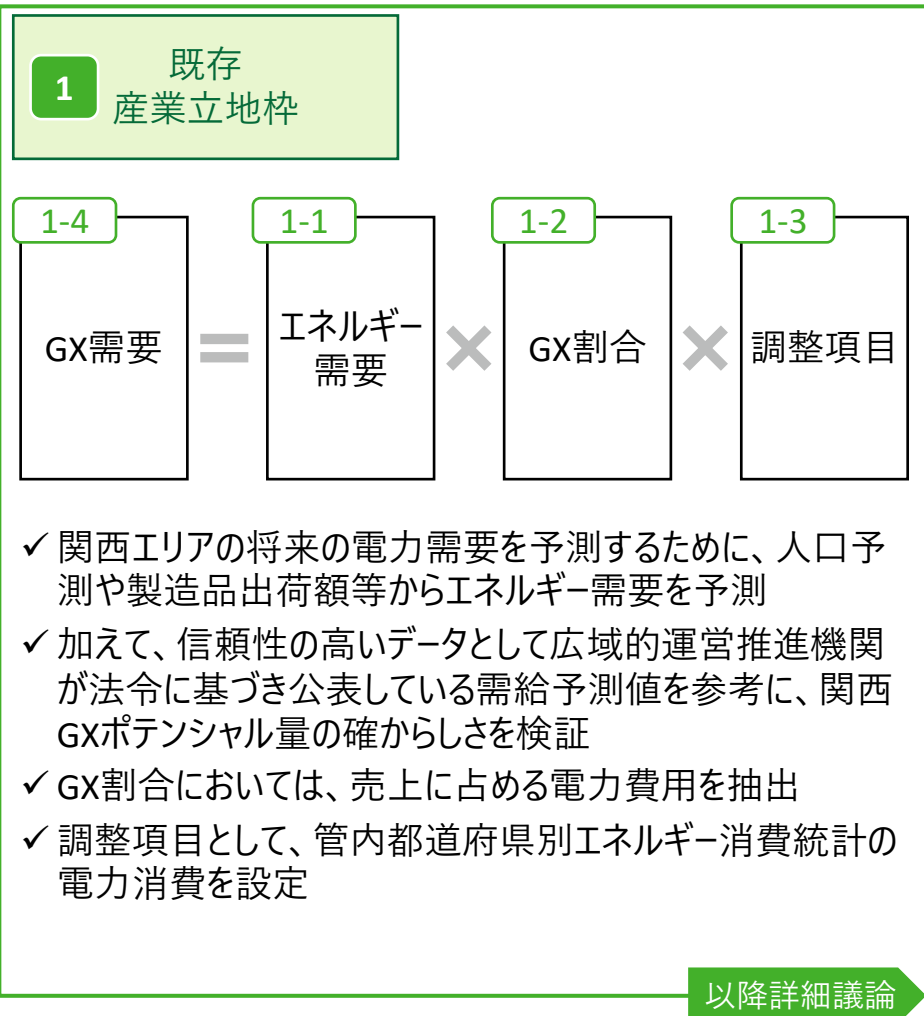 1
既存
産業立地枠
1-4
1-1
1-2
1-3
GX需要
=
エネルギー
需要
×
GX割合
×
調整項目
✓ 関西エリアの将来の電力需要を予測するために、人口予
測や製造品出荷額等からエネルギー需要を予測
✓ 加えて、信頼性の高いデータとして広域的運営推進機関
が法令に基づき公表している需給予測値を参考に、関西
GXポテンシャル量の確からしさを検証
✓ GX割合においては、売上に占める電力費用を抽出
✓ 調整項目として、管内都道府県別エネルギー消費統計の
電力消費を設定
以降詳細議論